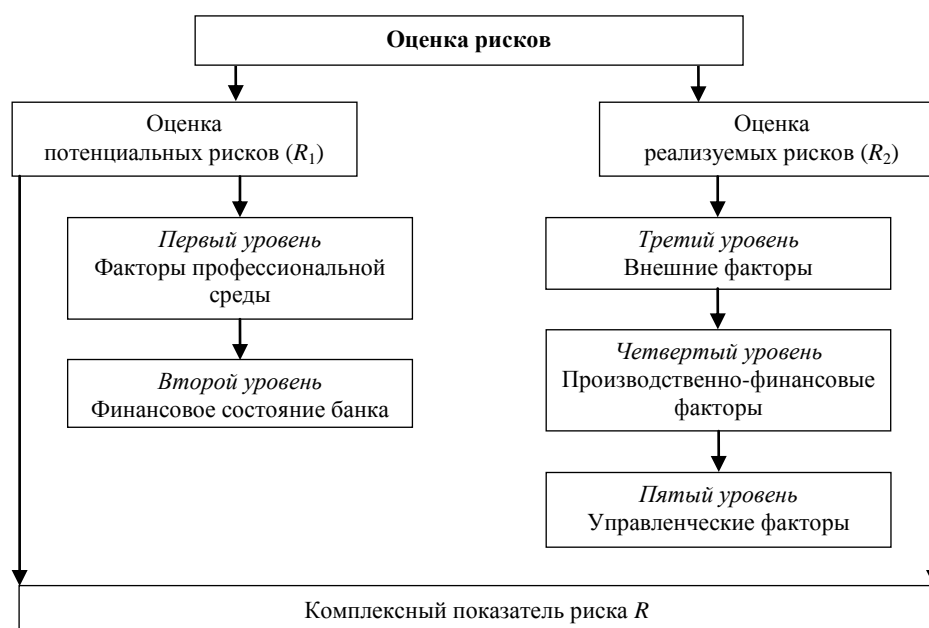 Оценка рисков
Оценка
потенциальных рисков (R1)
Оценка
реализуемых рисков (R2)
Первый уровень
Факторы профессиональной
среды
Второй уровень
Финансовое состояние банка
Третий уровень
Внешние факторы
Четвертый уровень
Производственно-финансовые
факторы
Пятый уровень
Управленческие факторы
Комплексный показатель риска R